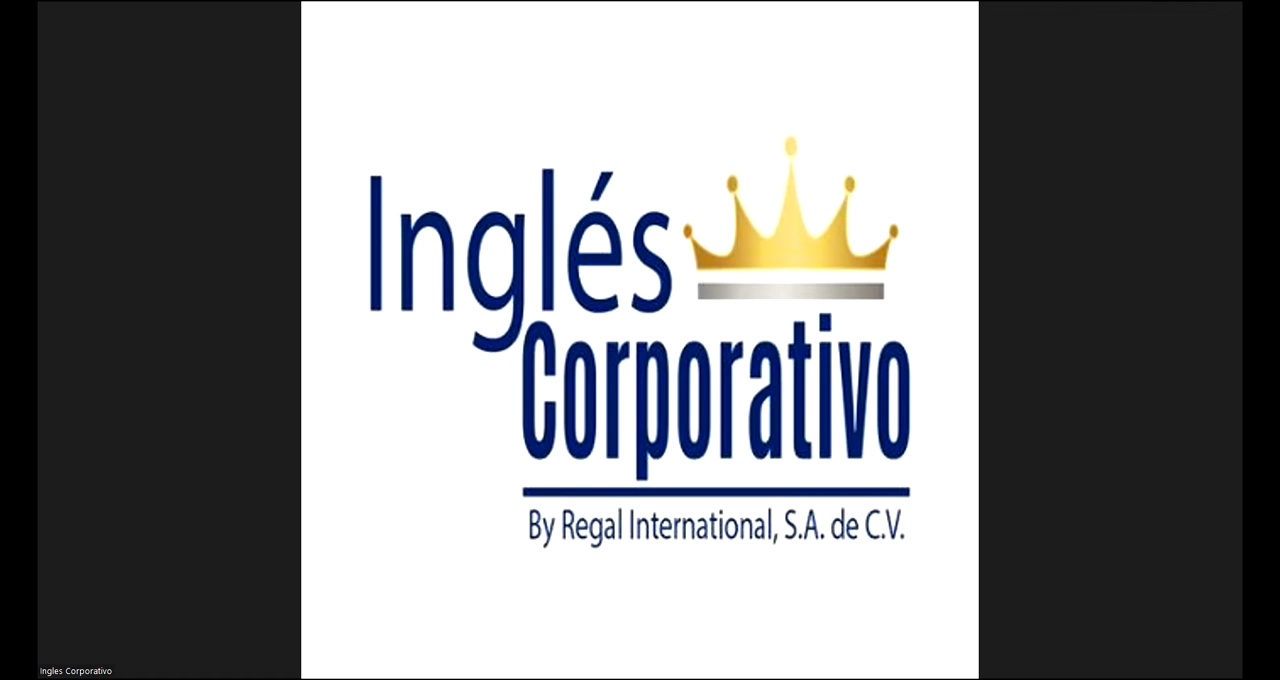 Inglés
Corporativo
By Regal International, S.A. de C.V.
Ingles Corporativo